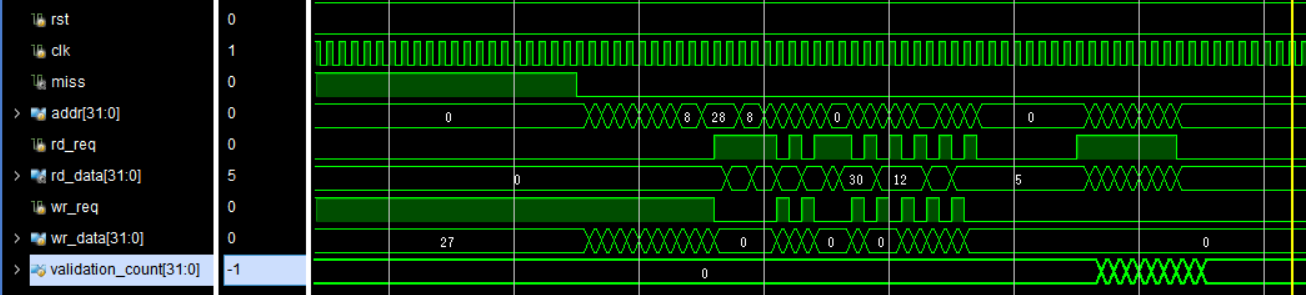 rst 0
clk 1
miss 0
addr[31:0] 0 0 8 28 8 0 0
rd_req 0
rd_data[31:0] 5 0 30 12 5
wr_req 0
wr_data[31:0] 0 27 0 0 0 0
validation_count[31:0] -1 0